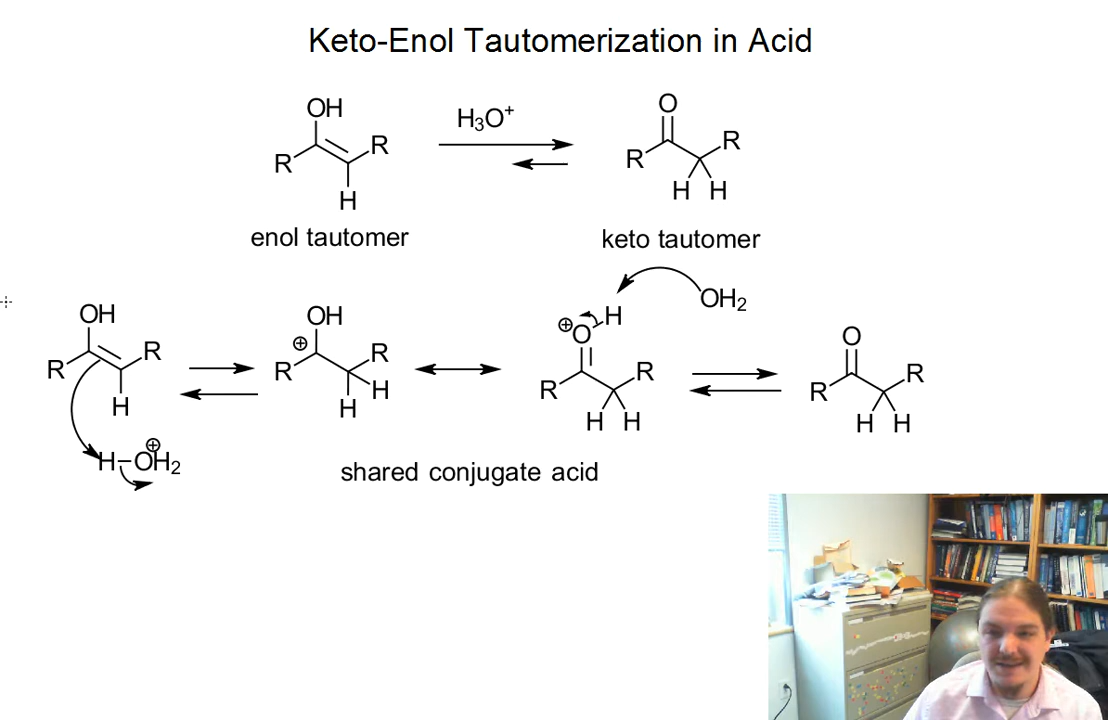 Keto-Enol Tautomerization in Acid
OH
R
R
H
H₃O⁺
O
R
R
H H
enol tautomer
keto tautomer
OH
R
R
H
H–OH₂
⊕
OH
⊕
R
R
H
H
⊕
O
H
OH₂
R
R
H H
O
R
R
H H
shared conjugate acid